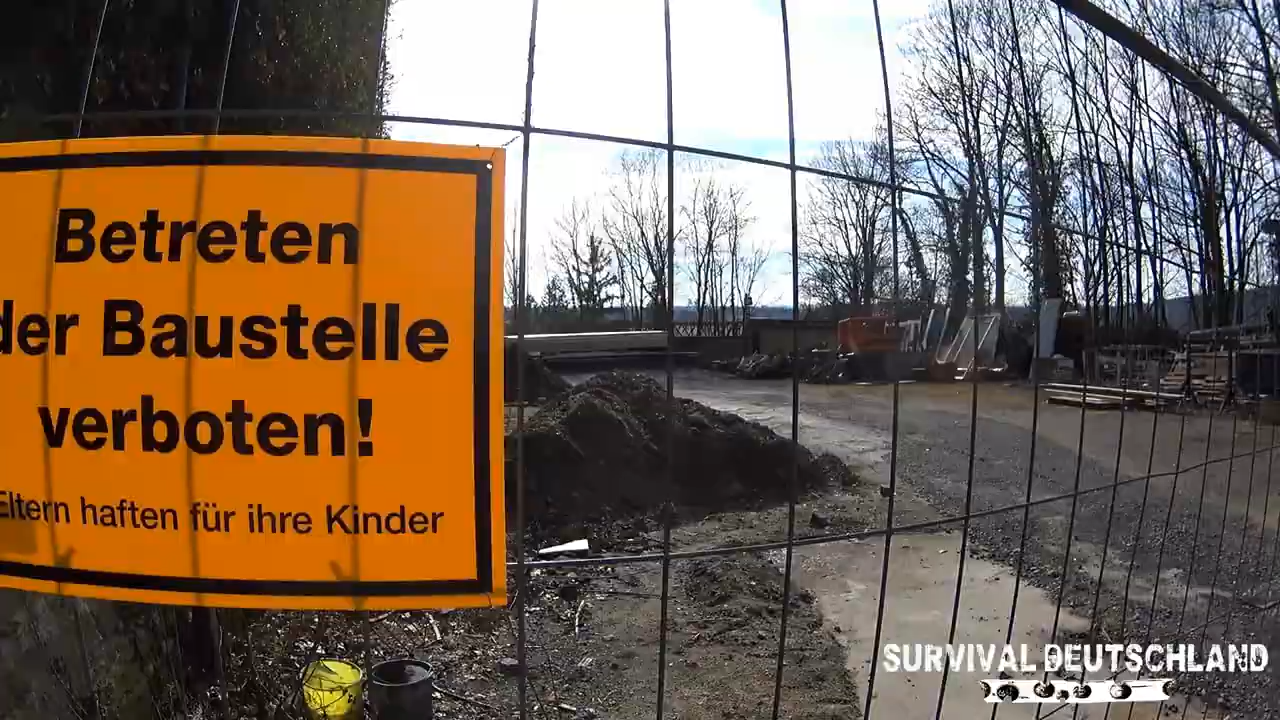 Betreten
der Baustelle
verboten!
Eltern haften für ihre Kinder
SURVIVAL DEUTSCHLAND